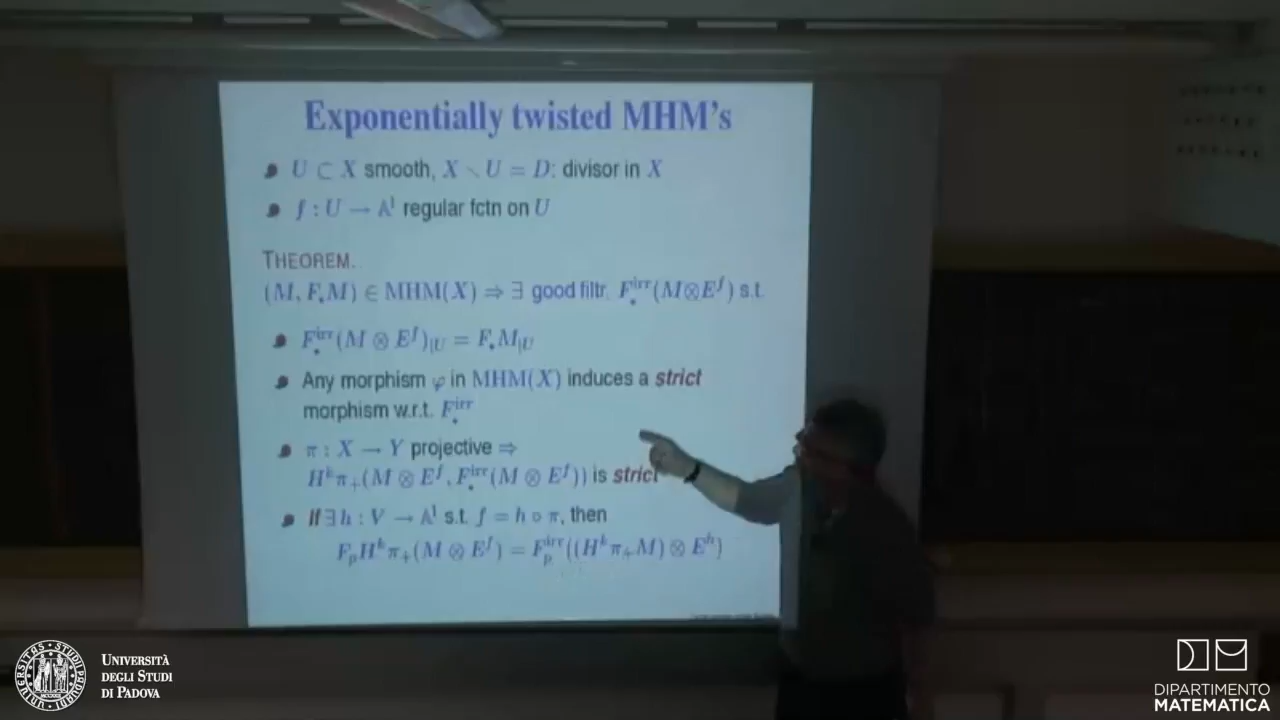 Exponentially twisted MHM's
U ⊂ X smooth, X ∖ U = D: divisor in X
f : U → 𝔸¹ regular fctn on U
THEOREM.
(M, F•M) ∈ MHM(X) ⇒ ∃ good filtr. F•^irr(M⊗E^f) s.t.
F•^irr(M ⊗ E^f)|U = F•M|U
Any morphism φ in MHM(X) induces a strict
morphism w.r.t. F•^irr
π : X → Y projective ⇒
H^k π₊(M ⊗ E^f, F•^irr(M ⊗ E^f)) is strict
If ∃ h : V → 𝔸¹ s.t. f = h ∘ π, then
F_p H^k π₊(M ⊗ E^f) = F_p^irr((H^k π₊M) ⊗ E^h)
UNIVERSITÀ
DEGLI STUDI
DI PADOVA
DIPARTIMENTO
MATEMATICA